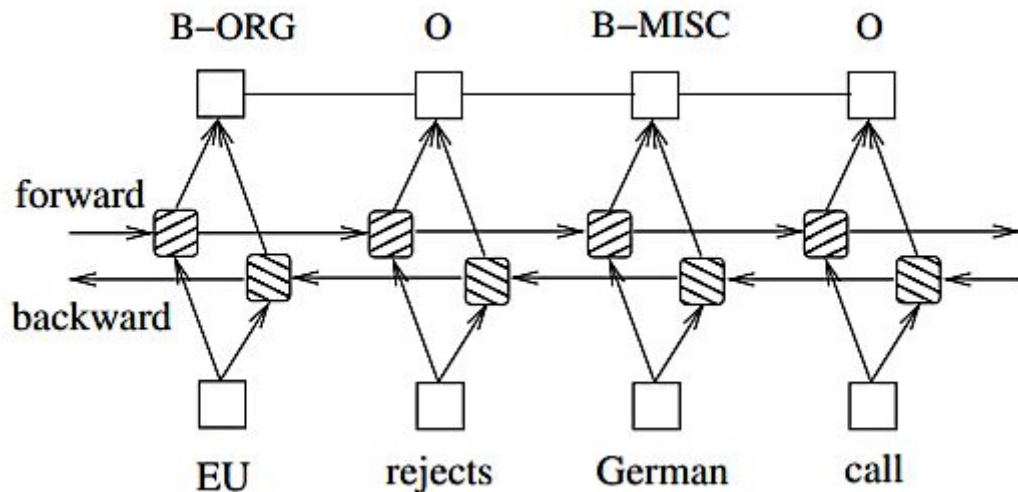 B–ORG O B–MISC O
forward
backward
EU rejects German call